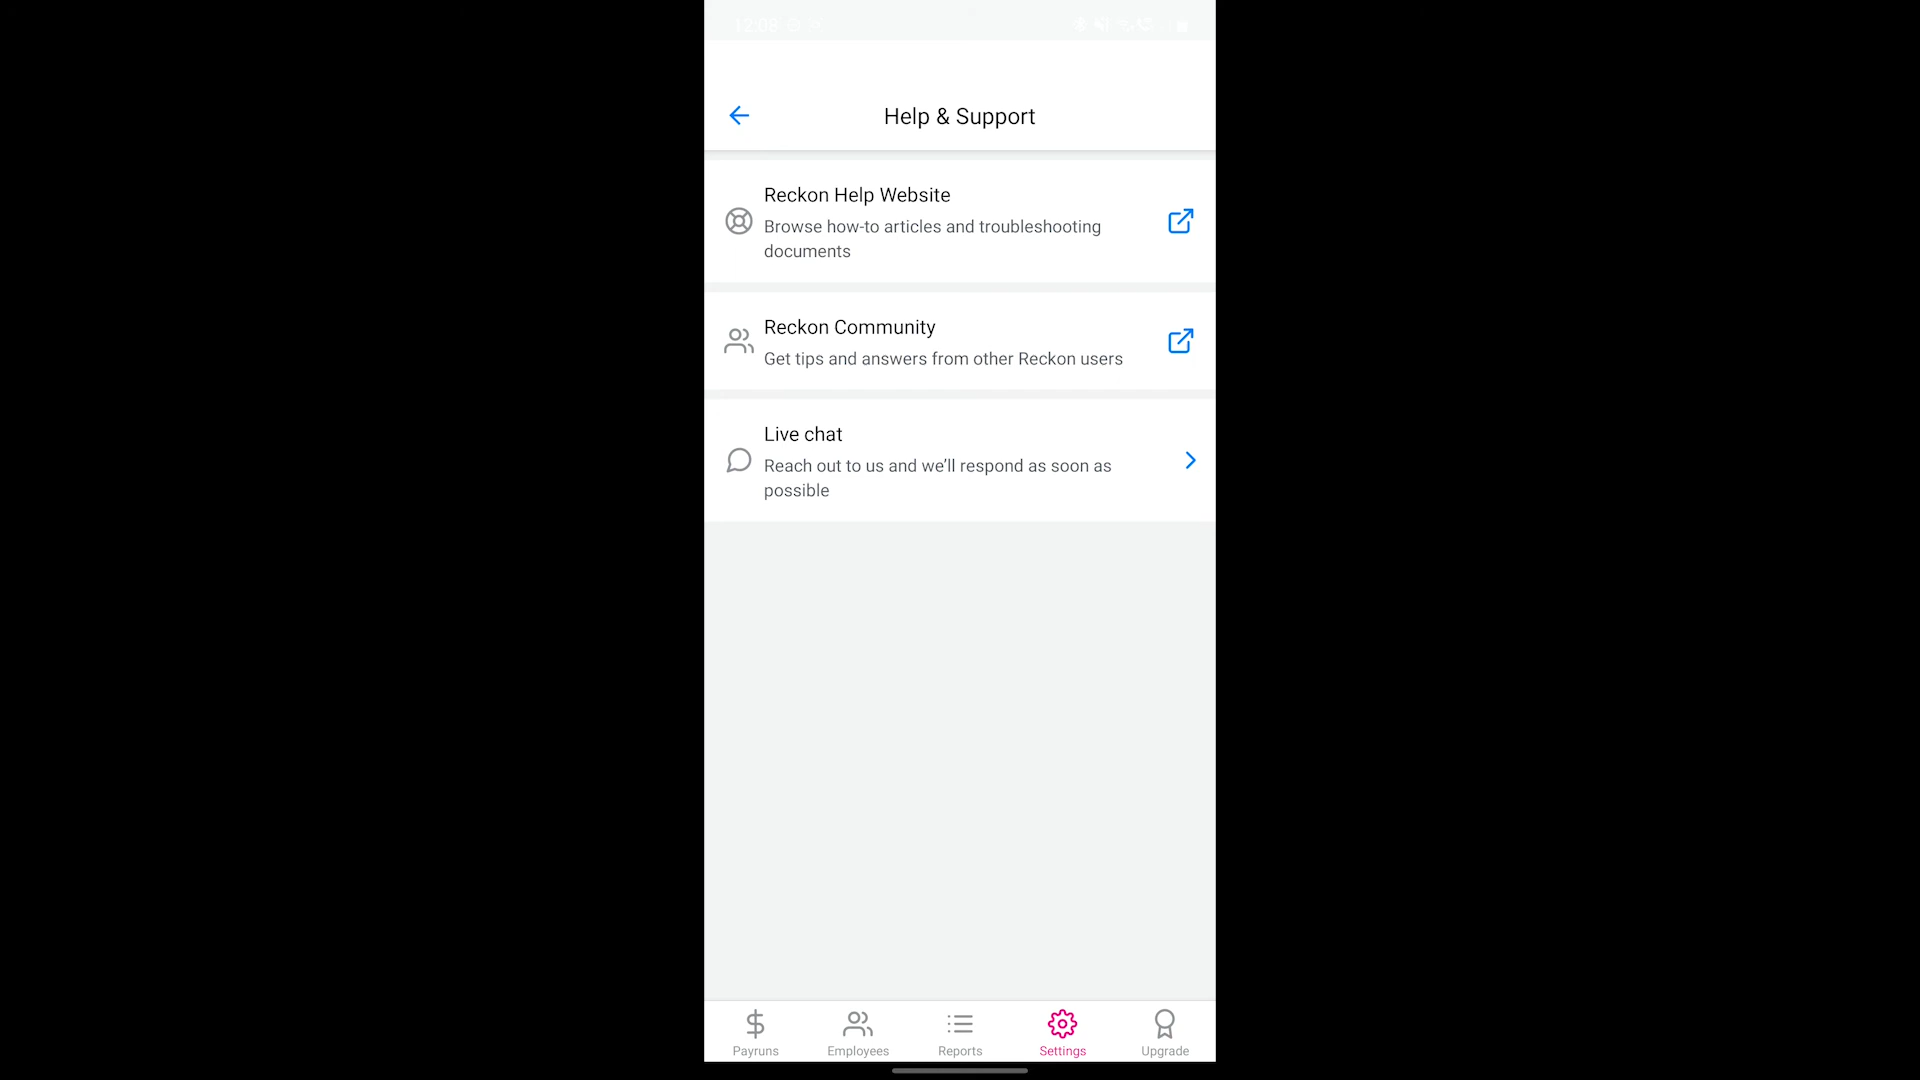 12:08
Help & Support
Reckon Help Website
Browse how-to articles and troubleshooting
documents
Reckon Community
Get tips and answers from other Reckon users
Live chat
Reach out to us and we’ll respond as soon as
possible
Payruns
Employees
Reports
Settings
Upgrade